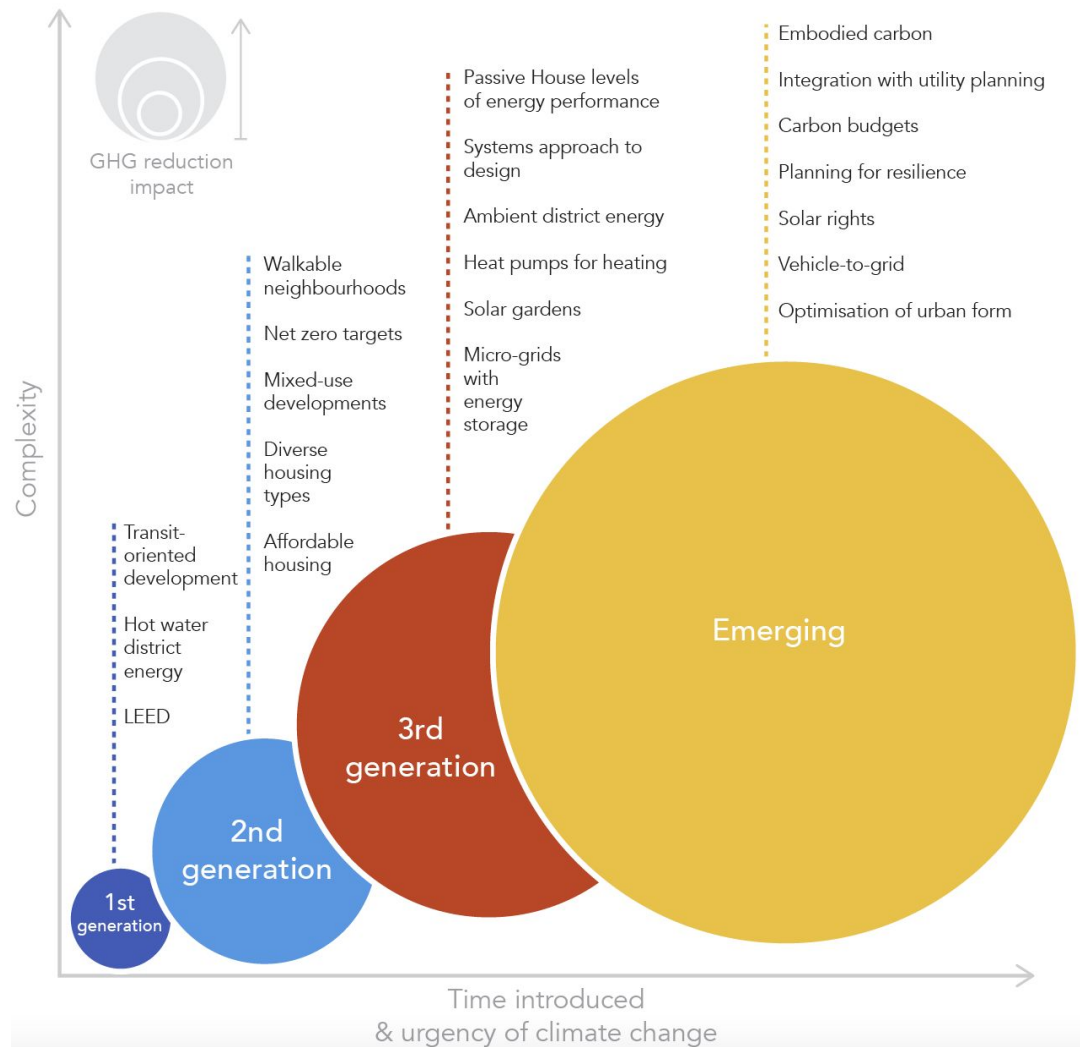 GHG reduction
impact
Complexity
Transit-
oriented
development
Hot water
district
energy
LEED
1st
generation
Walkable
neighbourhoods
Net zero targets
Mixed-use
developments
Diverse
housing
types
Affordable
housing
2nd
generation
Passive House levels
of energy performance
Systems approach to
design
Ambient district energy
Heat pumps for heating
Solar gardens
Micro-grids
with
energy
storage
3rd
generation
Embodied carbon
Integration with utility planning
Carbon budgets
Planning for resilience
Solar rights
Vehicle-to-grid
Optimisation of urban form
Emerging
Time introduced
& urgency of climate change